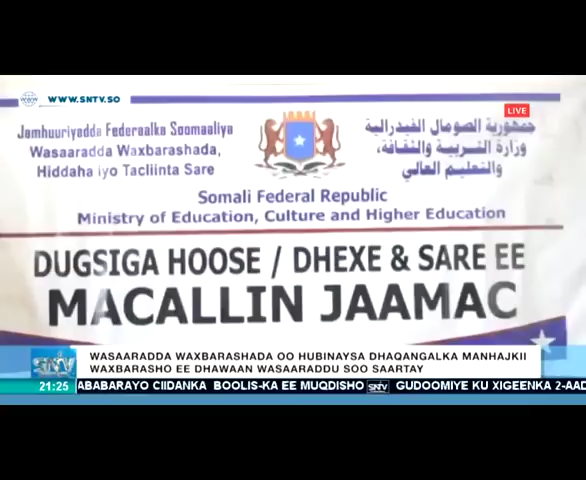 WWW.SNTV.SO
LIVE
Jamhuuriyadda Federaalka Soomaaliya
Wasaaradda Waxbarashada,
Hiddaha iyo Tacliinta Sare
جمهورية الصومال الفيدرالية
وزارة التربية والثقافة،
والتعليم العالي
Somali Federal Republic
Ministry of Education, Culture and Higher Education
DUGSIGA HOOSE / DHEXE & SARE EE
MACALLIN JAAMAC
WASAARADDA WAXBARASHADA OO HUBINAYSA DHAQANGALKA MANHAJKII
WAXBARASHO EE DHAWAAN WASAARADDU SOO SAARTAY
SNTV
21:25 ABABARAYO CIIDANKA BOOLIS-KA EE MUQDISHO SNTV GUDOOMIYE KU XIGEENKA 2-AAD